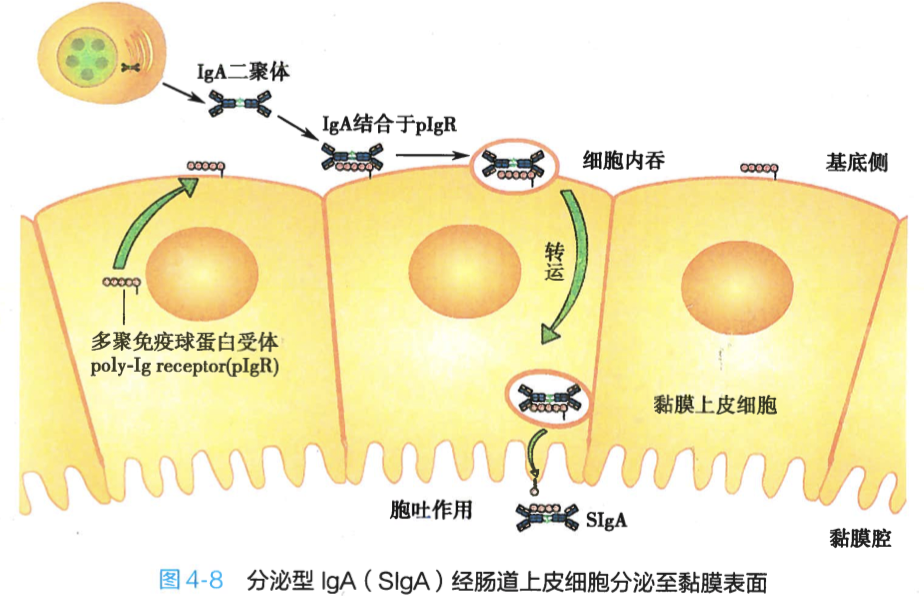 IgA二聚体
IgA结合于pIgR
细胞内吞
基底侧
转运
多聚免疫球蛋白受体
poly-Ig receptor(pIgR)
黏膜上皮细胞
胞吐作用
SIgA
黏膜腔
图4-8 分泌型 IgA（SIgA）经肠道上皮细胞分泌至黏膜表面